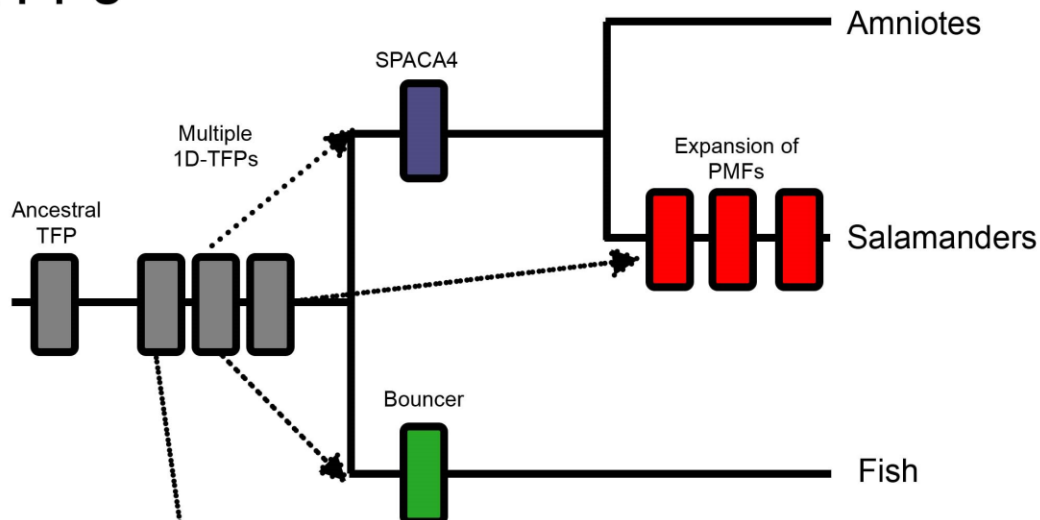 Amniotes
SPACA4
Multiple
1D-TFPs
Expansion of
PMFs
Ancestral
TFP
Salamanders
Bouncer
Fish